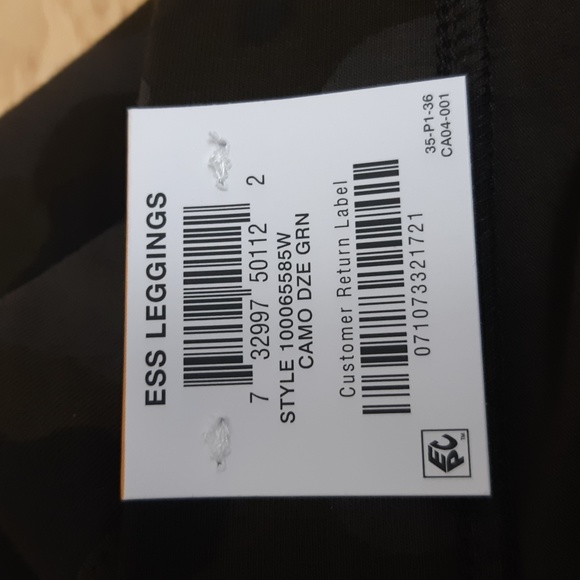 ESS LEGGINGS
7 32997 50112 2
STYLE 100065585W
CAMO DZE GRN
Customer Return Label
071073321721
35-P1-36
CA04-001
EPC™